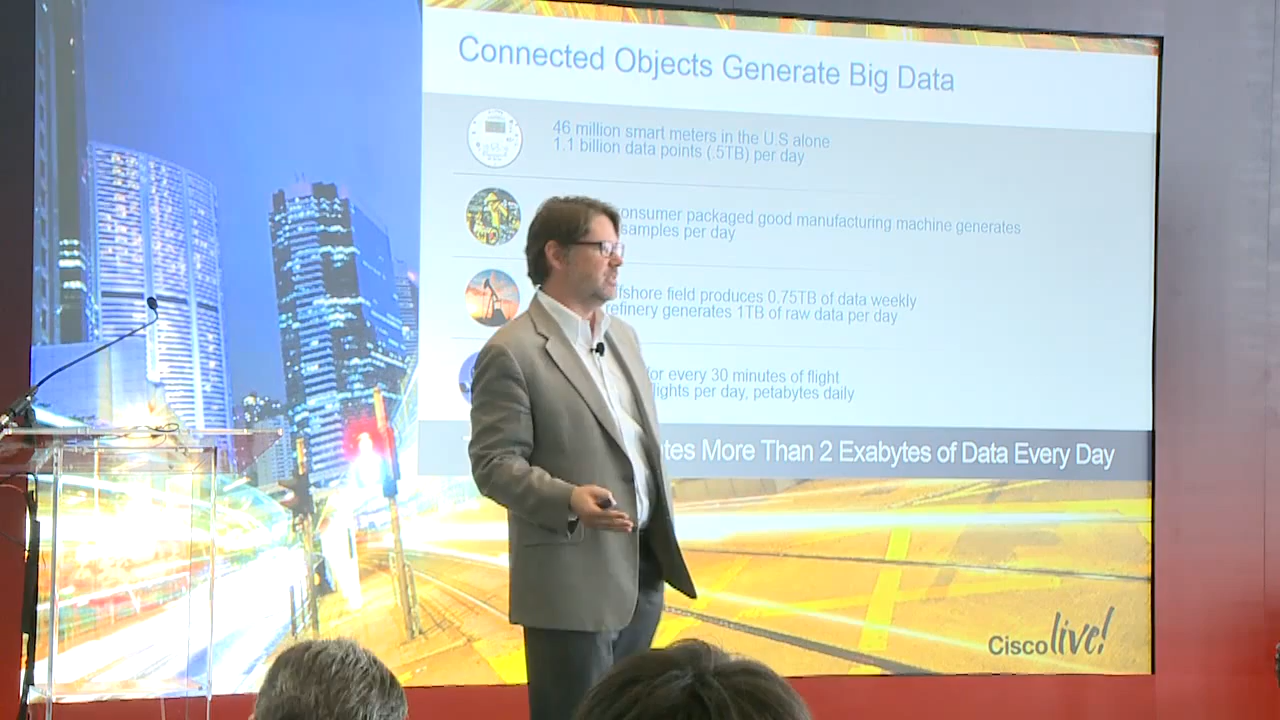 Connected Objects Generate Big Data
46 million smart meters in the U.S alone
1.1 billion data points (.5TB) per day
onsumer packaged good manufacturing machine generates
samples per day
ffshore field produces 0.75TB of data weekly
refinery generates 1TB of raw data per day
for every 30 minutes of flight
lights per day, petabytes daily
tes More Than 2 Exabytes of Data Every Day
Cisco live!